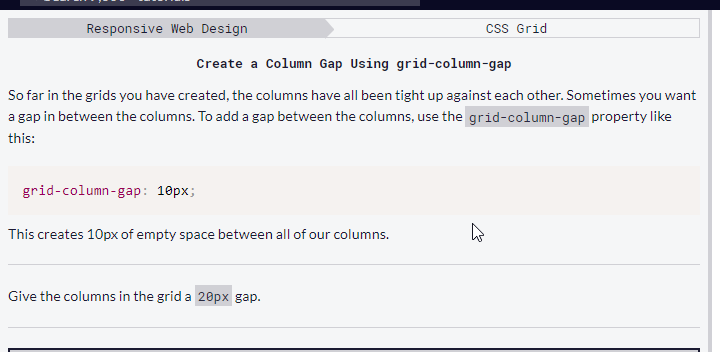 Responsive Web Design
CSS Grid
Create a Column Gap Using grid-column-gap
So far in the grids you have created, the columns have all been tight up against each other. Sometimes you want
a gap in between the columns. To add a gap between the columns, use the grid-column-gap property like
this:
grid-column-gap: 10px;
This creates 10px of empty space between all of our columns.
Give the columns in the grid a 20px gap.